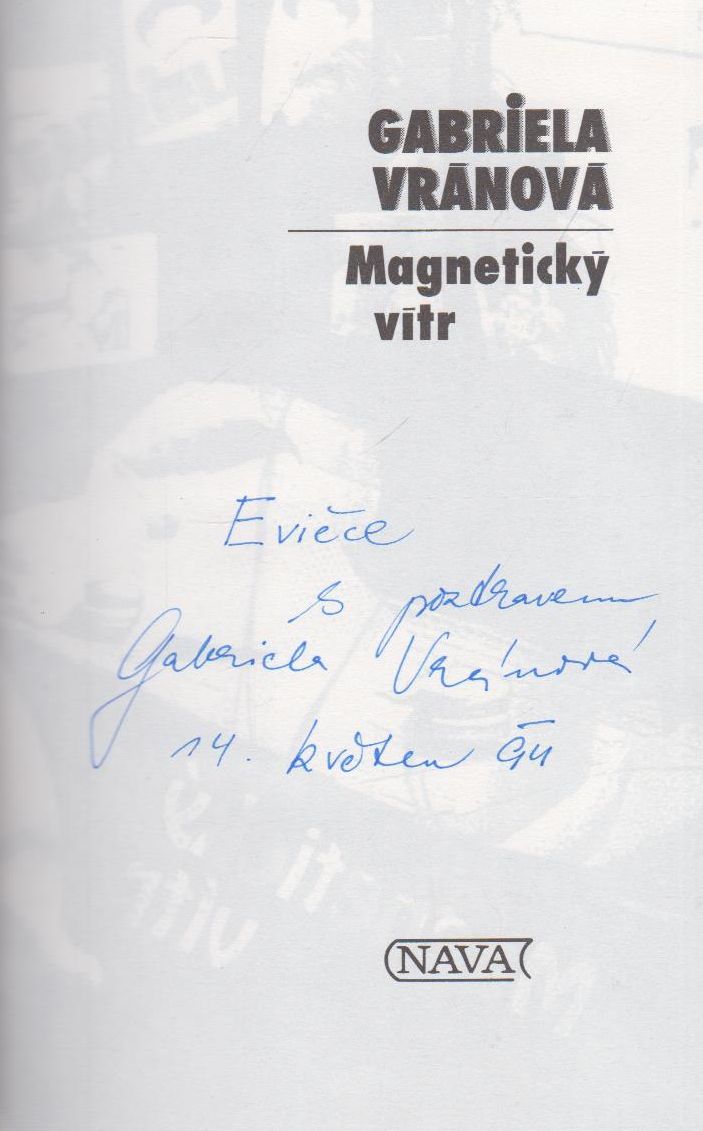 GABRIELA
VRÁNOVÁ
Magnetický
vítr
Evičce
s pozdravem
Gabriela Vránová
14. květen 94
NAVA